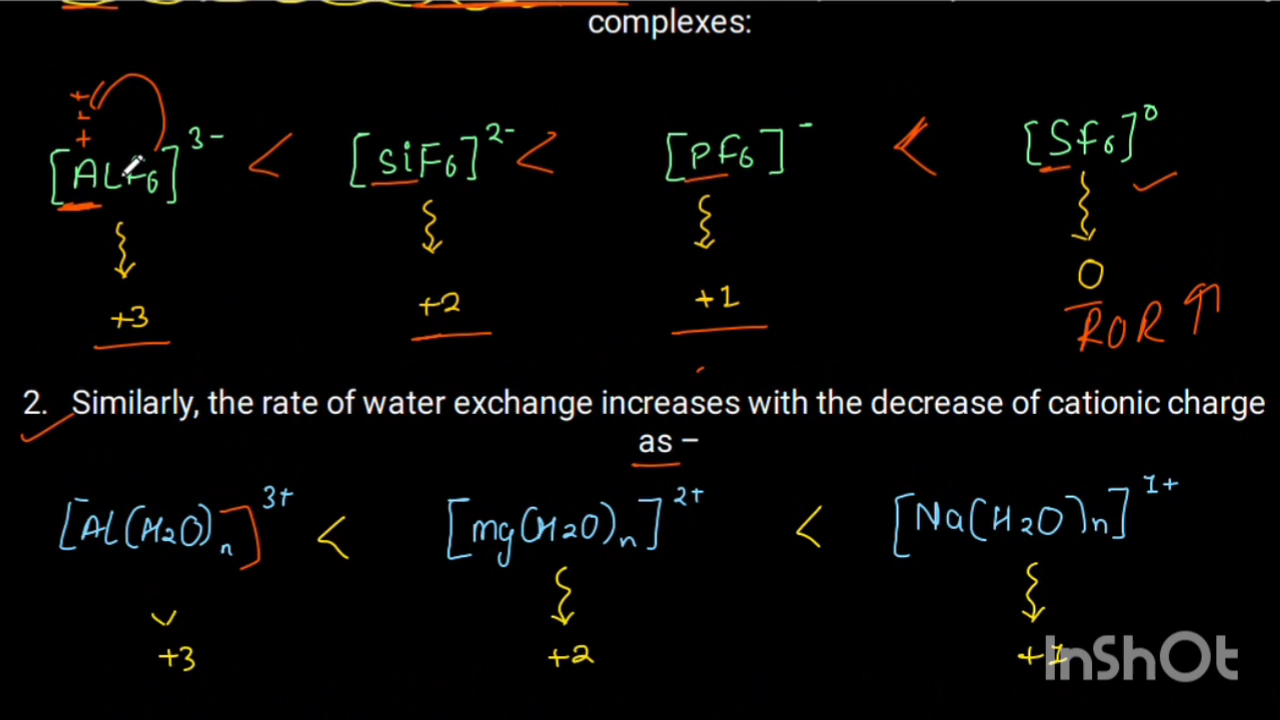 complexes:
+ + +
[ALF6]3- < [SiF6]2- < [PF6]- < [Sf6]0
+3 +2 +1 0
ROR ↑
2. Similarly, the rate of water exchange increases with the decrease of cationic charge
as –
[Al(H2O)n]3+ < [mg(H2O)n]2+ < [Na(H2O)n]1+
+3 +2 +1
InShOt